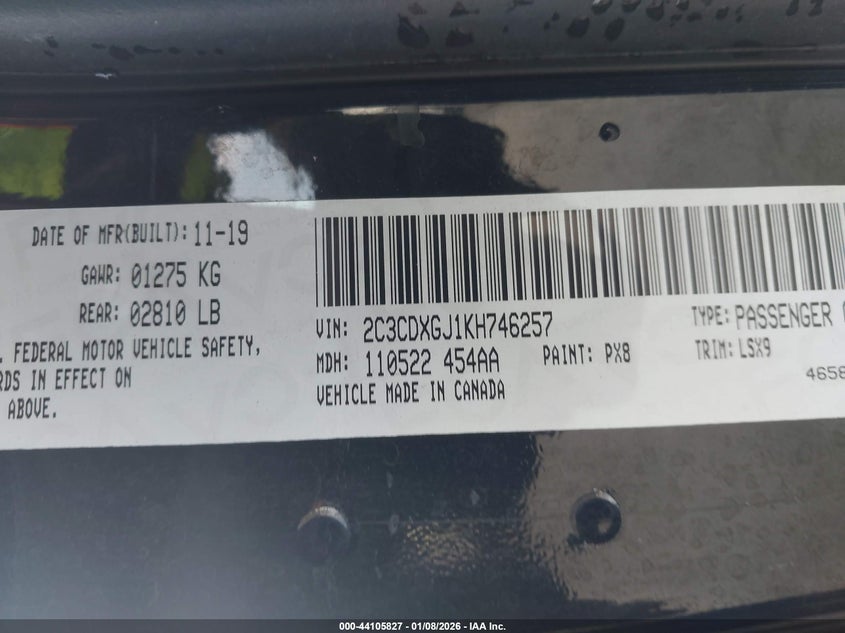 DATE OF MFR(BUILT): 11-19
GAWR: 01275 KG
REAR: 02810 LB
FEDERAL MOTOR VEHICLE SAFETY,
IN EFFECT ON
ABOVE.
VIN: 2C3CDXGJ1KH746257
TYPE: PASSENGER
MDH: 110522 454AA
PAINT: PX8
TRIM: LSX9
VEHICLE MADE IN CANADA
4658
000-44105827 - 01/08/2026 - IAA Inc.